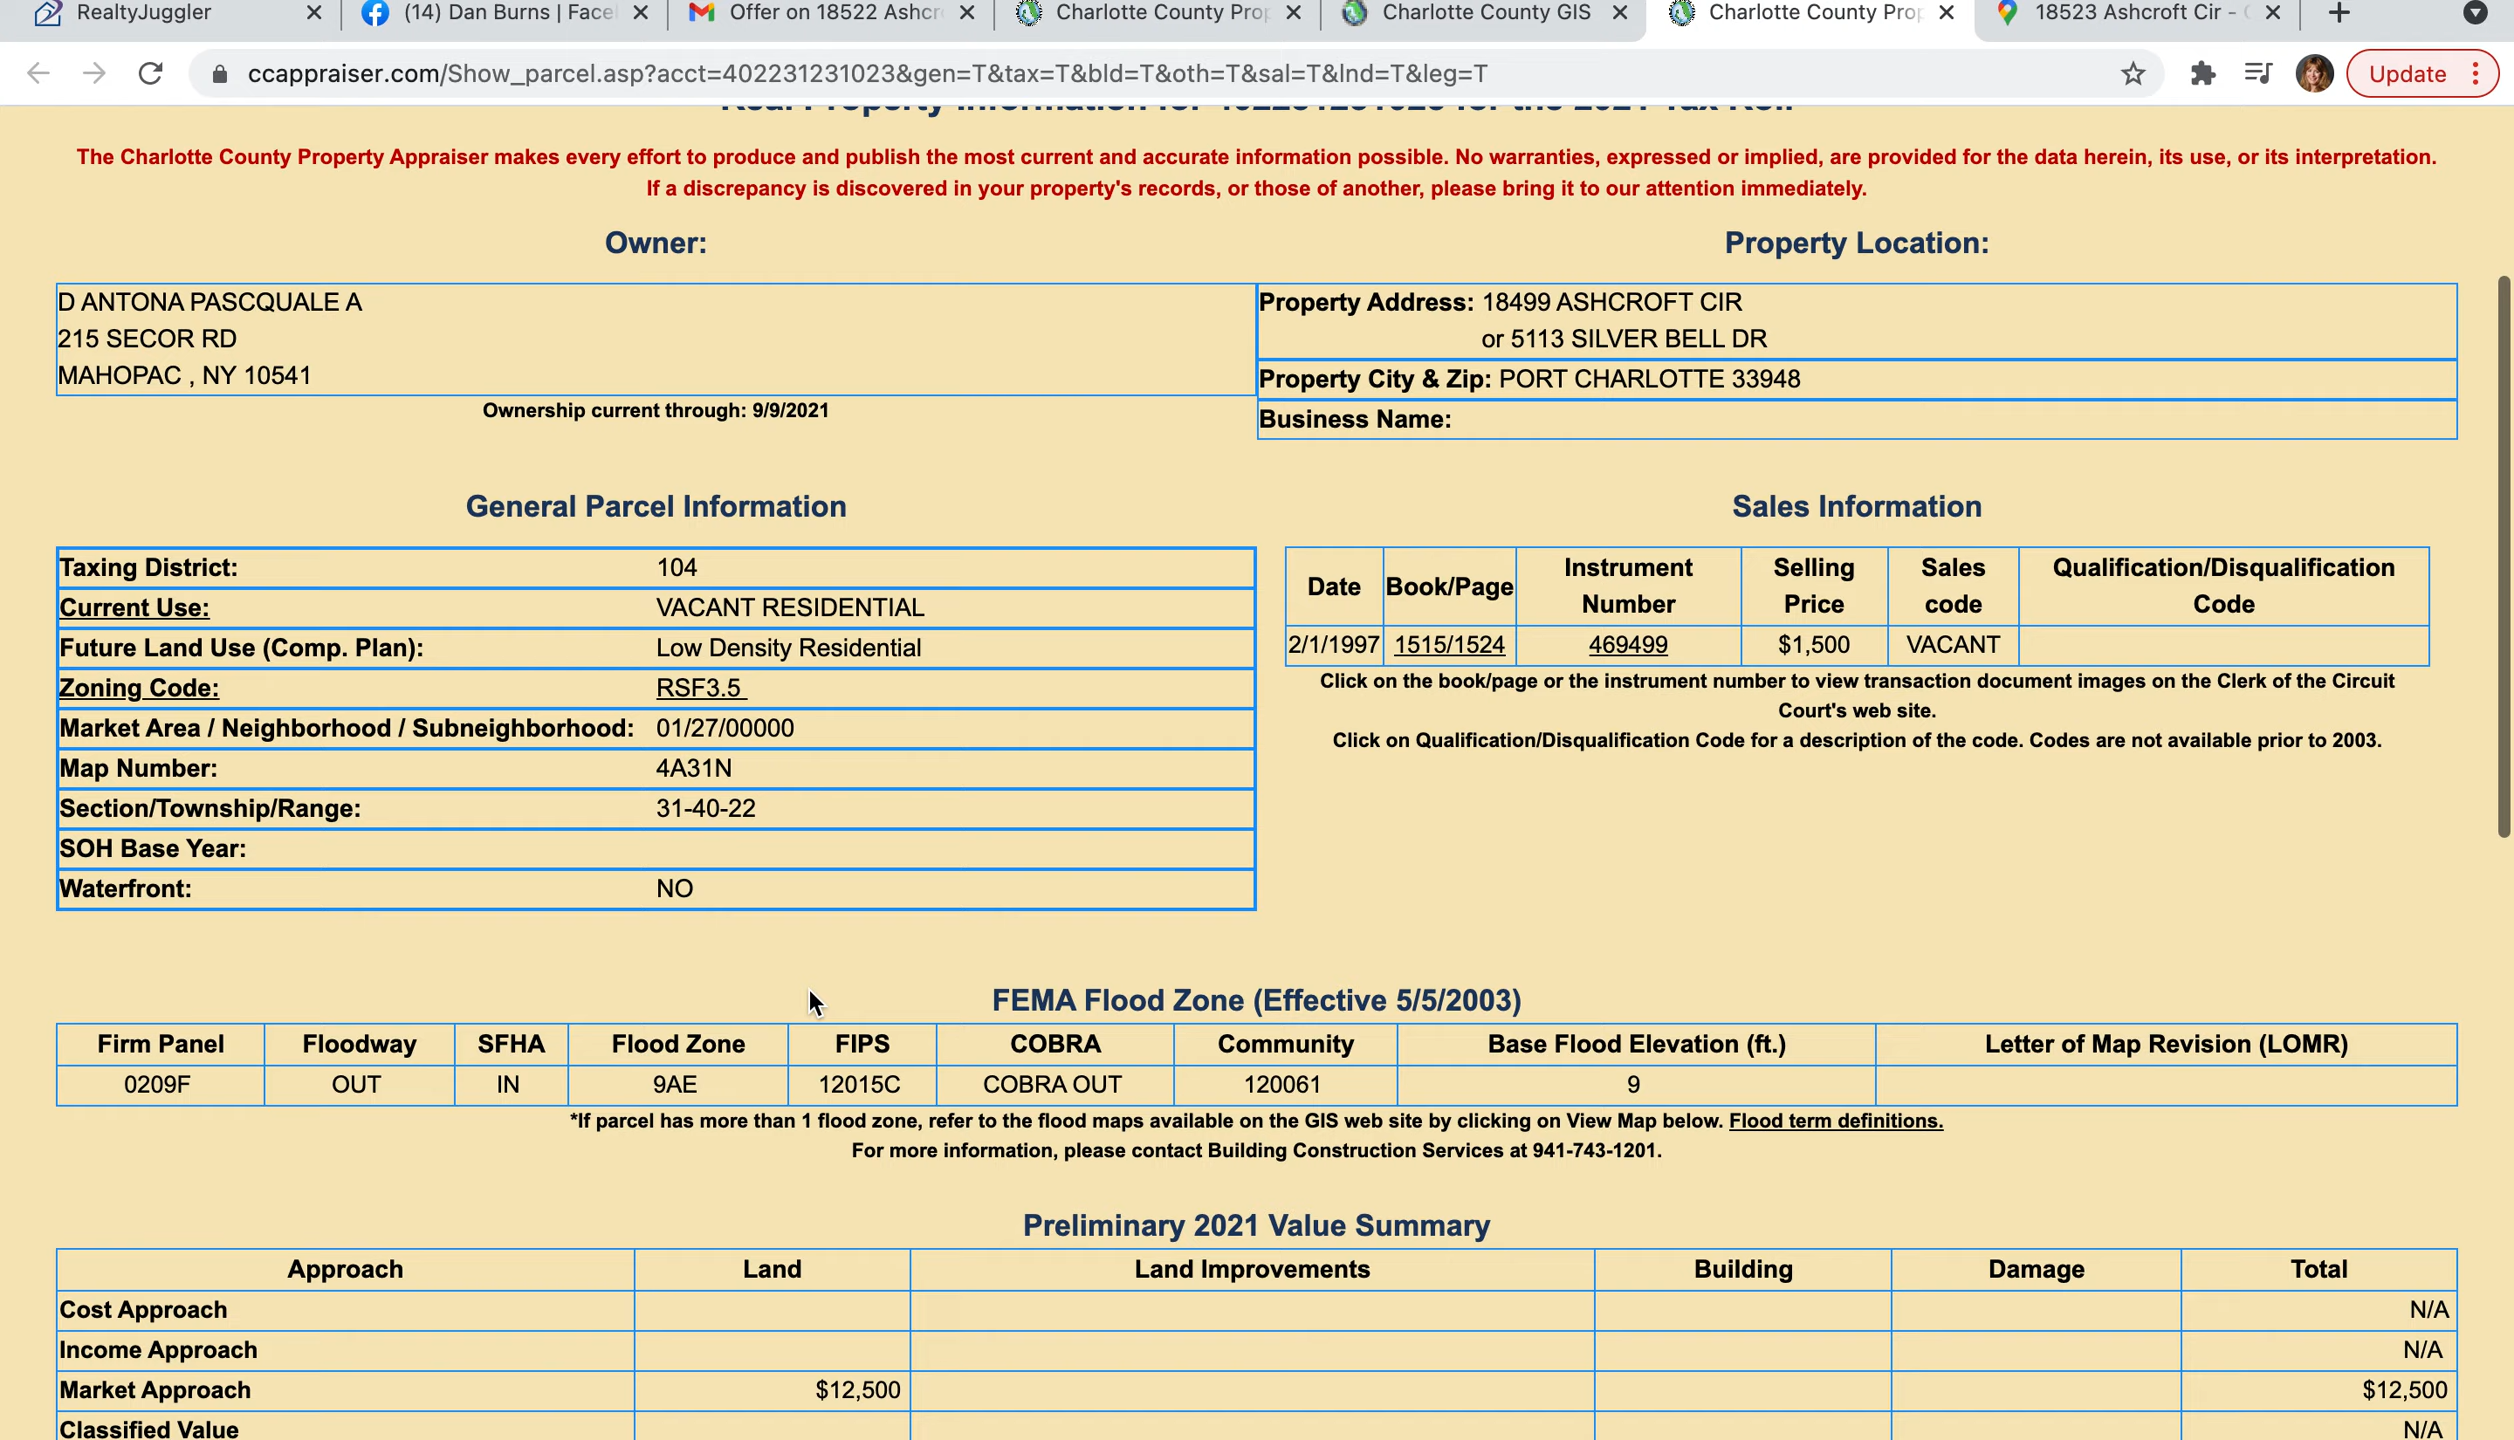 RealtyJuggler
(14) Dan Burns | Face
Offer on 18522 Ashcr
Charlotte County Prop
Charlotte County GIS
Charlotte County Prop
18523 Ashcroft Cir -
ccappraiser.com/Show_parcel.asp?acct=402231231023&gen=T&tax=T&bld=T&oth=T&sal=T&lnd=T&leg=T
Update
Real Property Information for 402231231023 for the 2021 Tax Roll
The Charlotte County Property Appraiser makes every effort to produce and publish the most current and accurate information possible. No warranties, expressed or implied, are provided for the data herein, its use, or its interpretation.
If a discrepancy is discovered in your property's records, or those of another, please bring it to our attention immediately.
Owner:
D ANTONA PASCQUALE A
215 SECOR RD
MAHOPAC , NY 10541
Ownership current through: 9/9/2021
Property Location:
Property Address: 18499 ASHCROFT CIR
or 5113 SILVER BELL DR
Property City & Zip: PORT CHARLOTTE 33948
Business Name:
General Parcel Information
Taxing District: 104
Current Use: VACANT RESIDENTIAL
Future Land Use (Comp. Plan): Low Density Residential
Zoning Code: RSF3.5
Market Area / Neighborhood / Subneighborhood: 01/27/00000
Map Number: 4A31N
Section/Township/Range: 31-40-22
SOH Base Year:
Waterfront: NO
Sales Information
Date Book/Page Instrument Number Selling Price Sales code Qualification/Disqualification Code
2/1/1997 1515/1524 469499 $1,500 VACANT
Click on the book/page or the instrument number to view transaction document images on the Clerk of the Circuit
Court's web site.
Click on Qualification/Disqualification Code for a description of the code. Codes are not available prior to 2003.
FEMA Flood Zone (Effective 5/5/2003)
Firm Panel Floodway SFHA Flood Zone FIPS COBRA Community Base Flood Elevation (ft.) Letter of Map Revision (LOMR)
0209F OUT IN 9AE 12015C COBRA OUT 120061 9
*If parcel has more than 1 flood zone, refer to the flood maps available on the GIS web site by clicking on View Map below. Flood term definitions.
For more information, please contact Building Construction Services at 941-743-1201.
Preliminary 2021 Value Summary
Approach Land Land Improvements Building Damage Total
Cost Approach N/A
Income Approach N/A
Market Approach $12,500 $12,500
Classified Value N/A